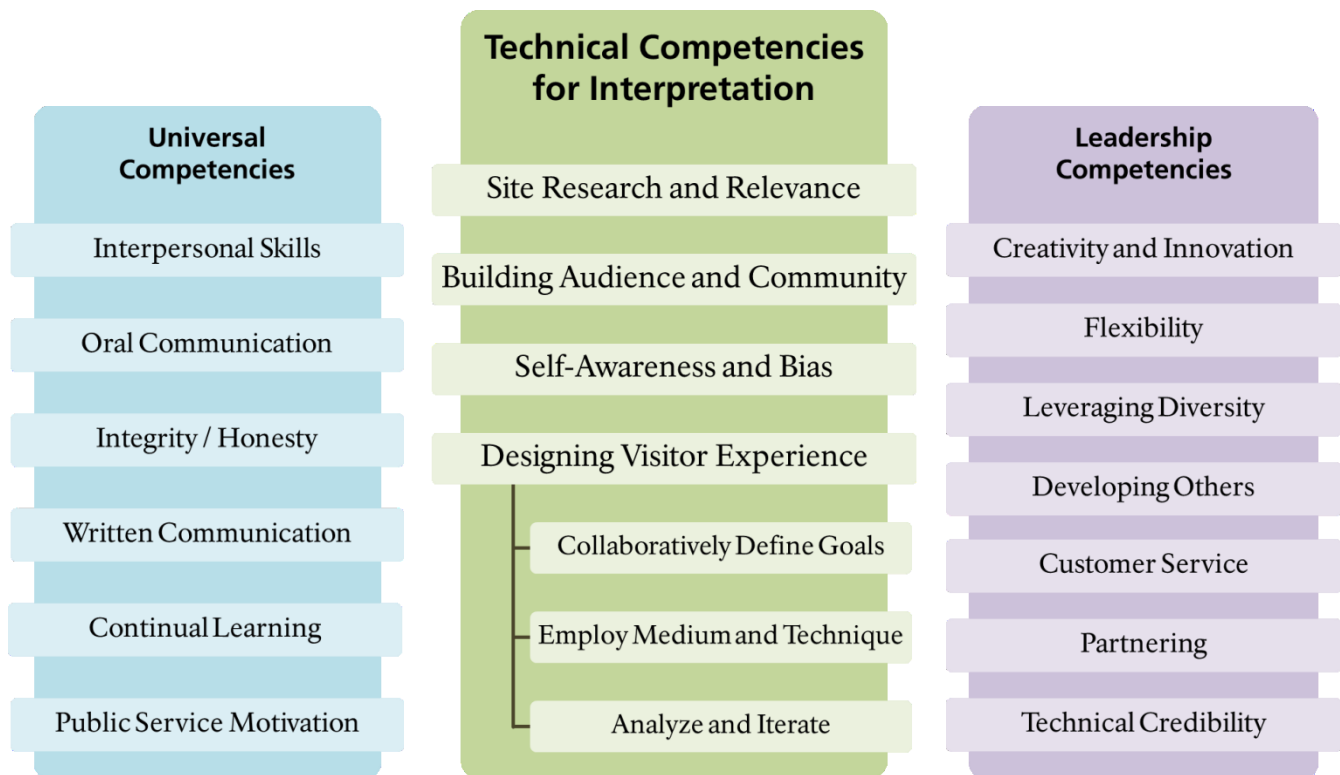 Universal
Competencies
Interpersonal Skills
Oral Communication
Integrity / Honesty
Written Communication
Continual Learning
Public Service Motivation
Technical Competencies
for Interpretation
Site Research and Relevance
Building Audience and Community
Self-Awareness and Bias
Designing Visitor Experience
Collaboratively Define Goals
Employ Medium and Technique
Analyze and Iterate
Leadership
Competencies
Creativity and Innovation
Flexibility
Leveraging Diversity
Developing Others
Customer Service
Partnering
Technical Credibility